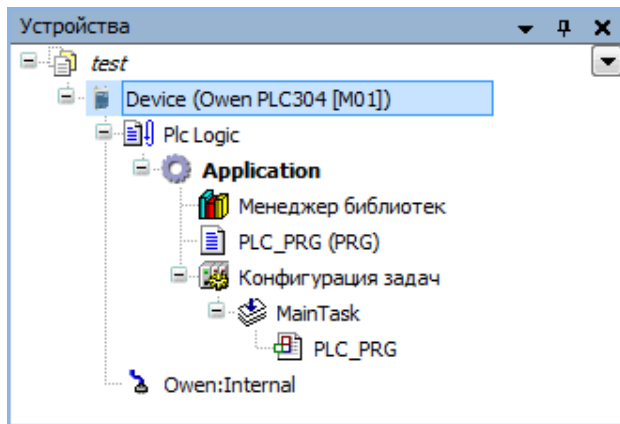 Устройства
test
Device (Owen PLC304 [M01])
Plc Logic
Application
Менеджер библиотек
PLC_PRG (PRG)
Конфигурация задач
MainTask
PLC_PRG
Owen:Internal